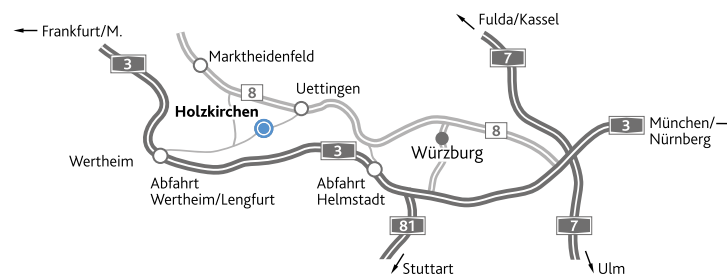 Fulda/Kassel
Frankfurt/M.
Marktheidenfeld
7
3
8
Uettingen
Holzkirchen
3
München/
Nürnberg
8
Würzburg
3
Wertheim
Abfahrt
Wertheim/Lengfurt
Abfahrt
Helmstadt
81
7
Stuttart
Ulm